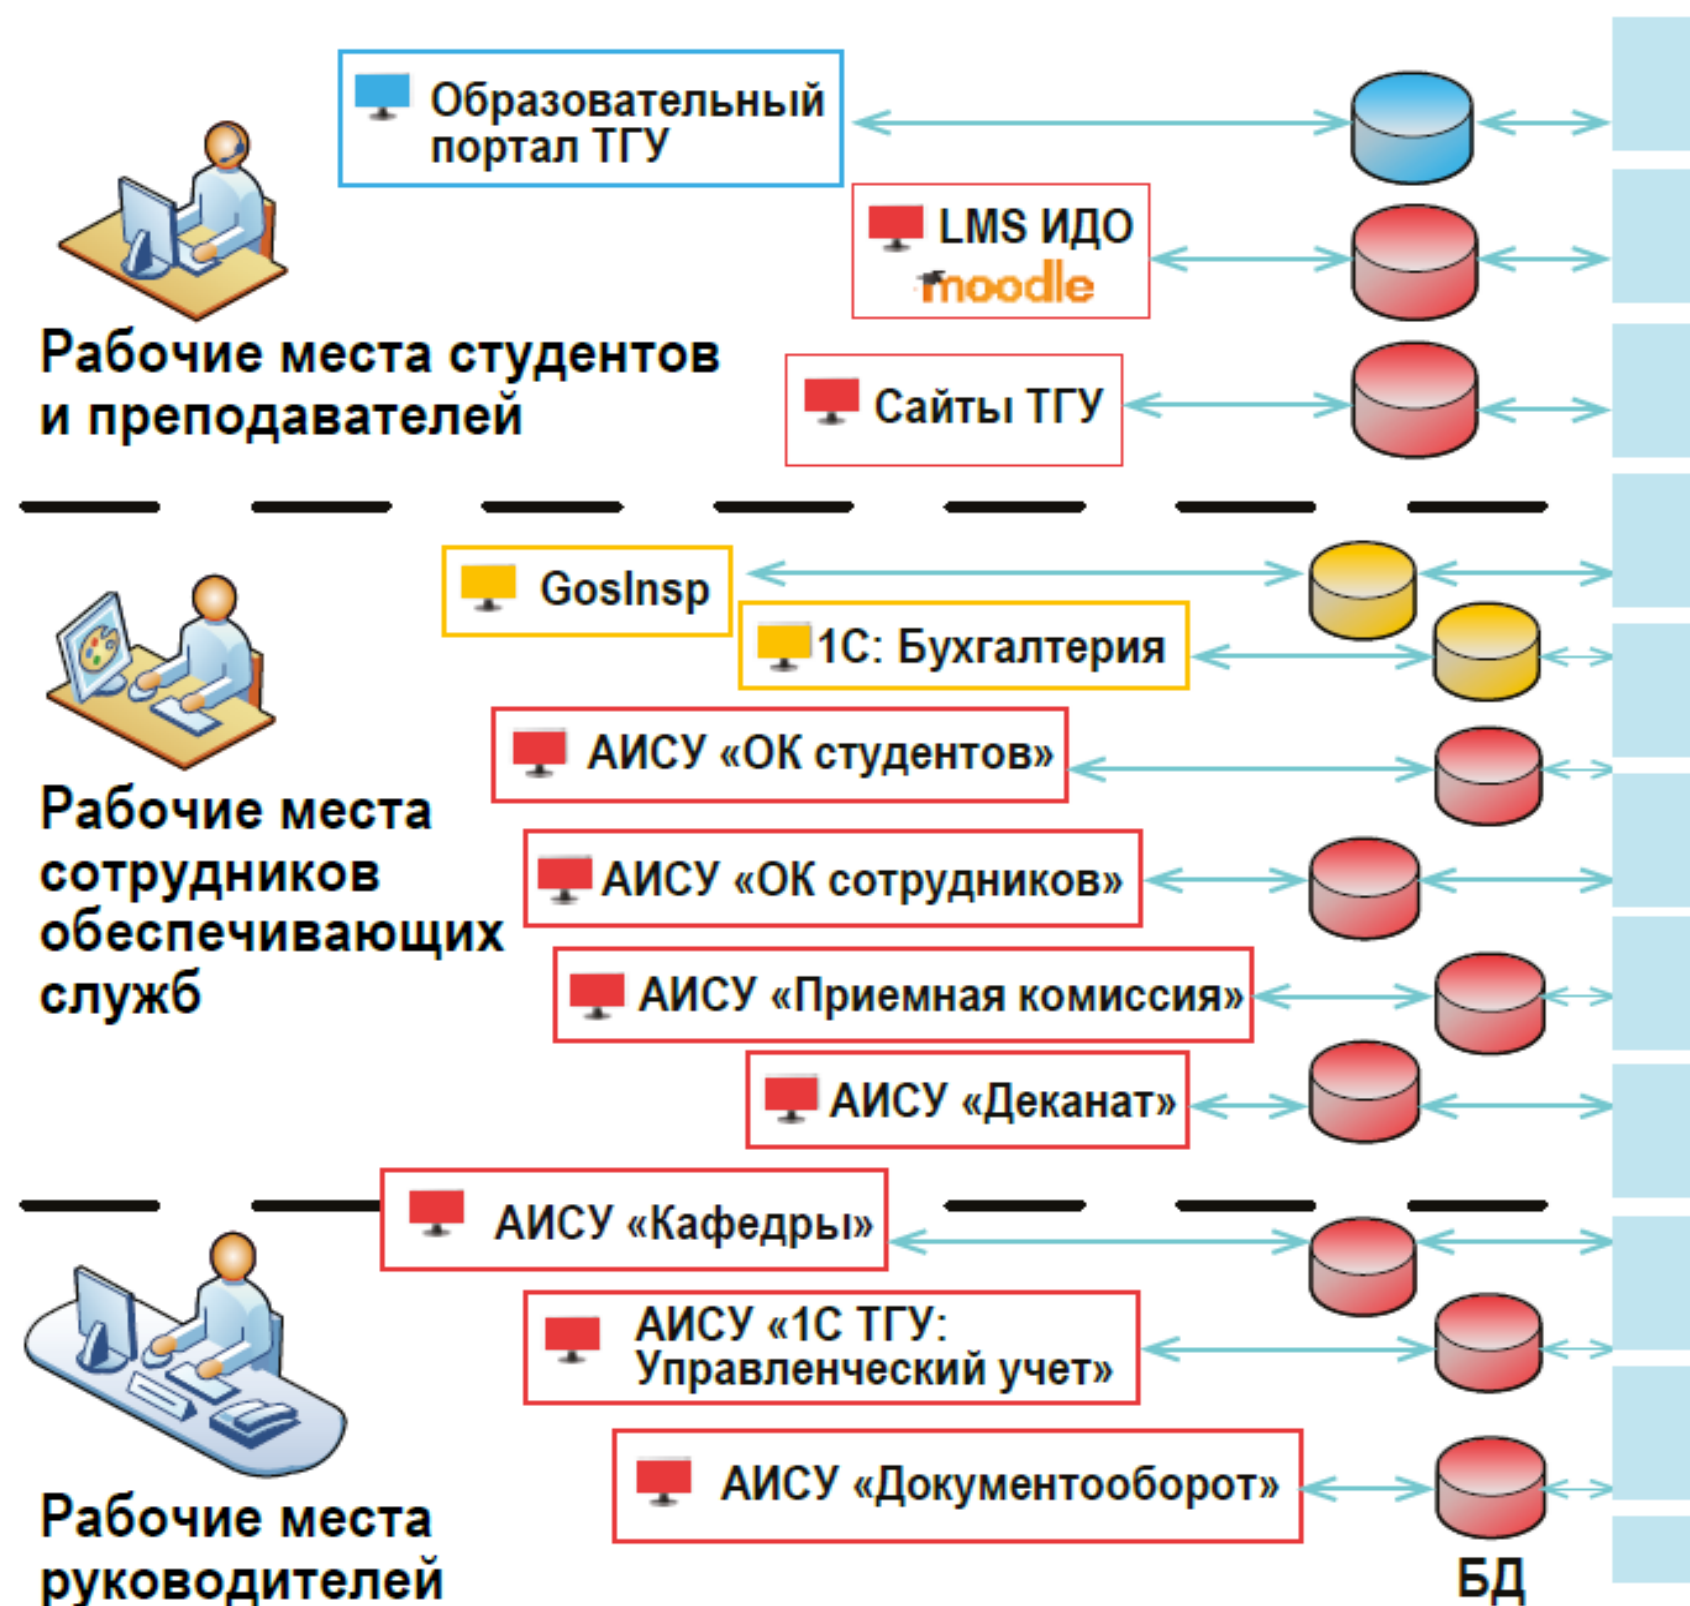 Образовательный
портал ТГУ
LMS ИДО
moodle
Рабочие места студентов
и преподавателей
Сайты ТГУ
GosInsp
1С: Бухгалтерия
АИСУ «ОК студентов»
Рабочие места
сотрудников
обеспечивающих
служб
АИСУ «ОК сотрудников»
АИСУ «Приемная комиссия»
АИСУ «Деканат»
АИСУ «Кафедры»
АИСУ «1С ТГУ:
Управленческий учет»
АИСУ «Документооборот»
Рабочие места
руководителей
БД